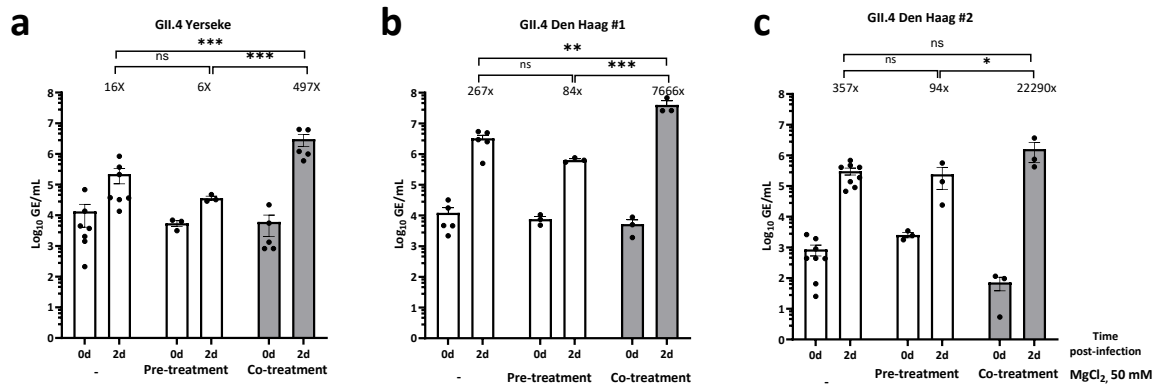 a
GII.4 Yerseke
***
ns
***
16X
6X
497X
Log10 GE/mL
8
7
6
5
4
3
2
1
0
0d 2d 0d 2d 0d 2d
- Pre-treatment Co-treatment
b
GII.4 Den Haag #1
**
ns
***
267x
84x
7666x
Log10 GE/mL
8
7
6
5
4
3
2
1
0
0d 2d 0d 2d 0d 2d
- Pre-treatment Co-treatment
c
GII.4 Den Haag #2
ns
ns
*
357x
94x
22290x
Log10 GE/mL
8
7
6
5
4
3
2
1
0
0d 2d 0d 2d 0d 2d
- Pre-treatment Co-treatment
Time
post-infection
MgCl2, 50 mM